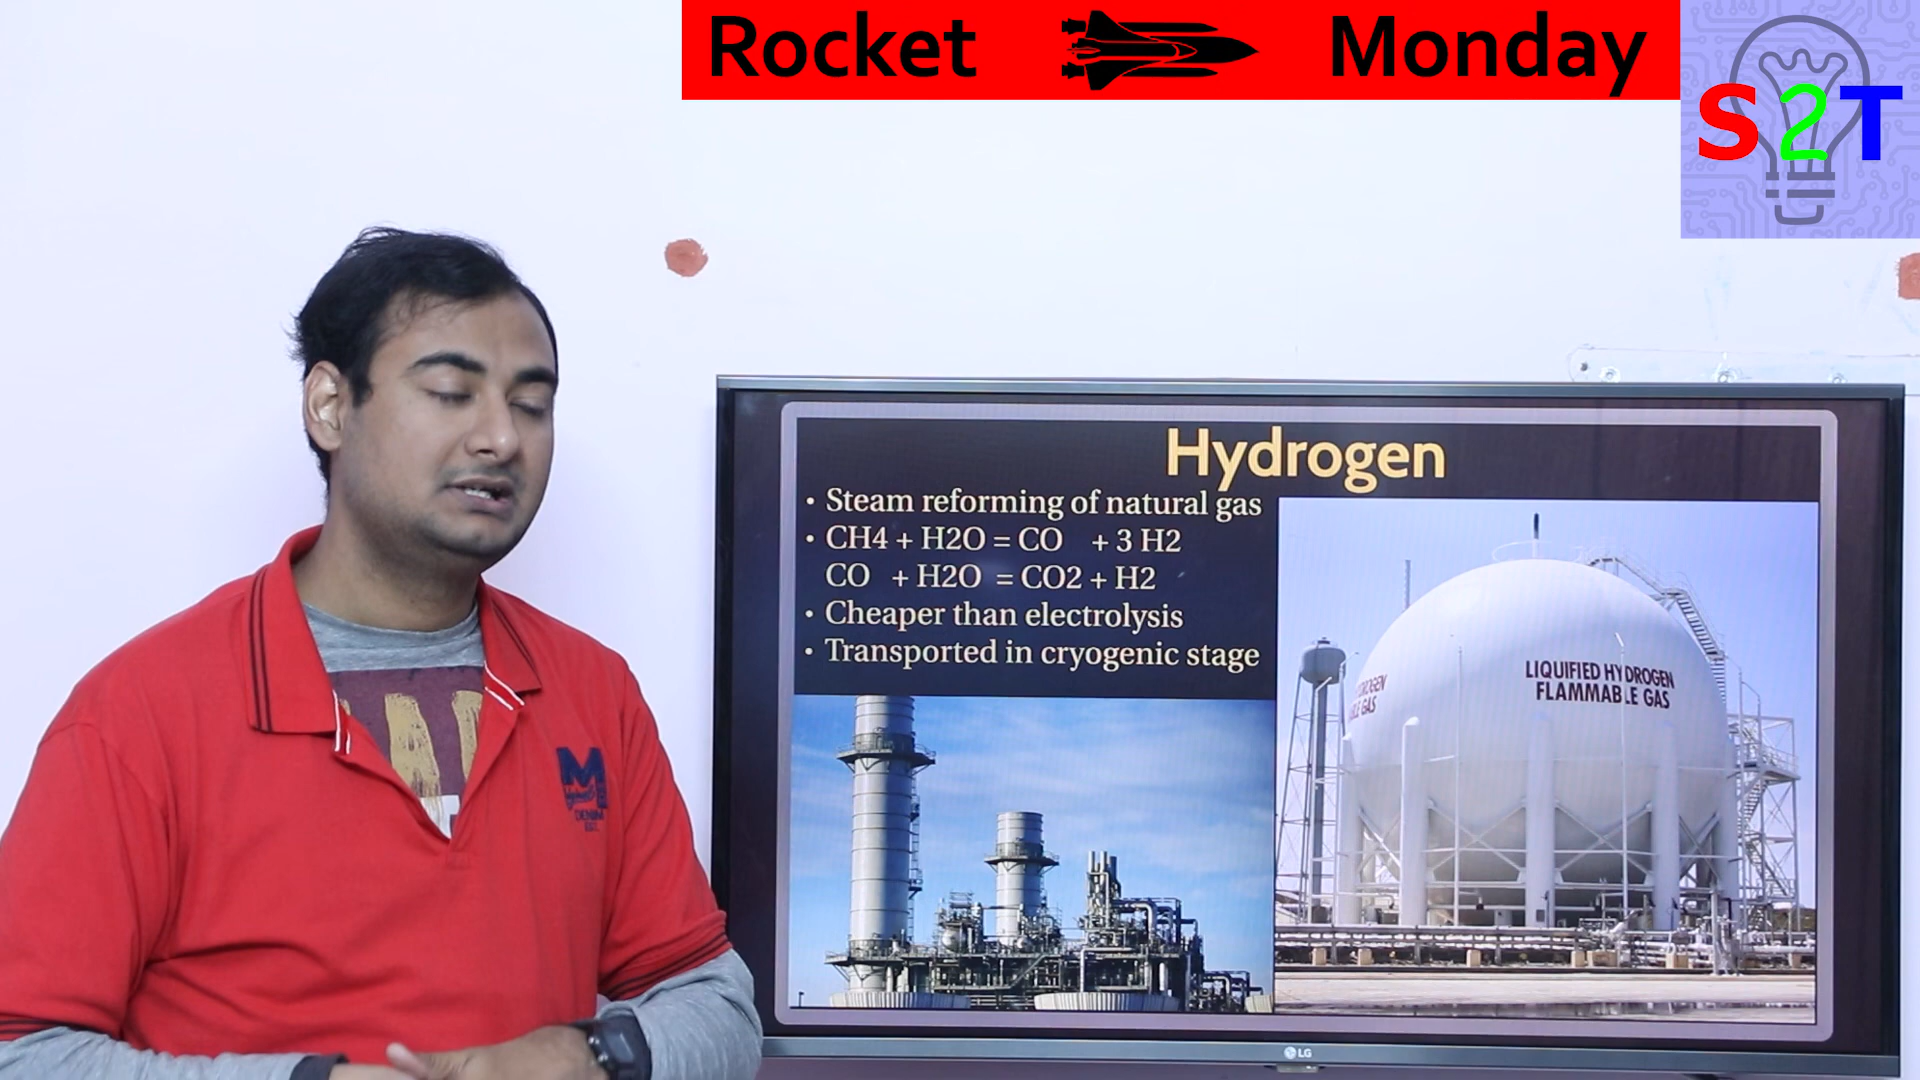 Rocket Monday
S2T
Hydrogen
• Steam reforming of natural gas
• CH4 + H2O = CO + 3 H2
CO + H2O = CO2 + H2
• Cheaper than electrolysis
• Transported in cryogenic stage
LIQUIFIED HYDROGEN
FLAMMABLE GAS
M
DENIM
LG